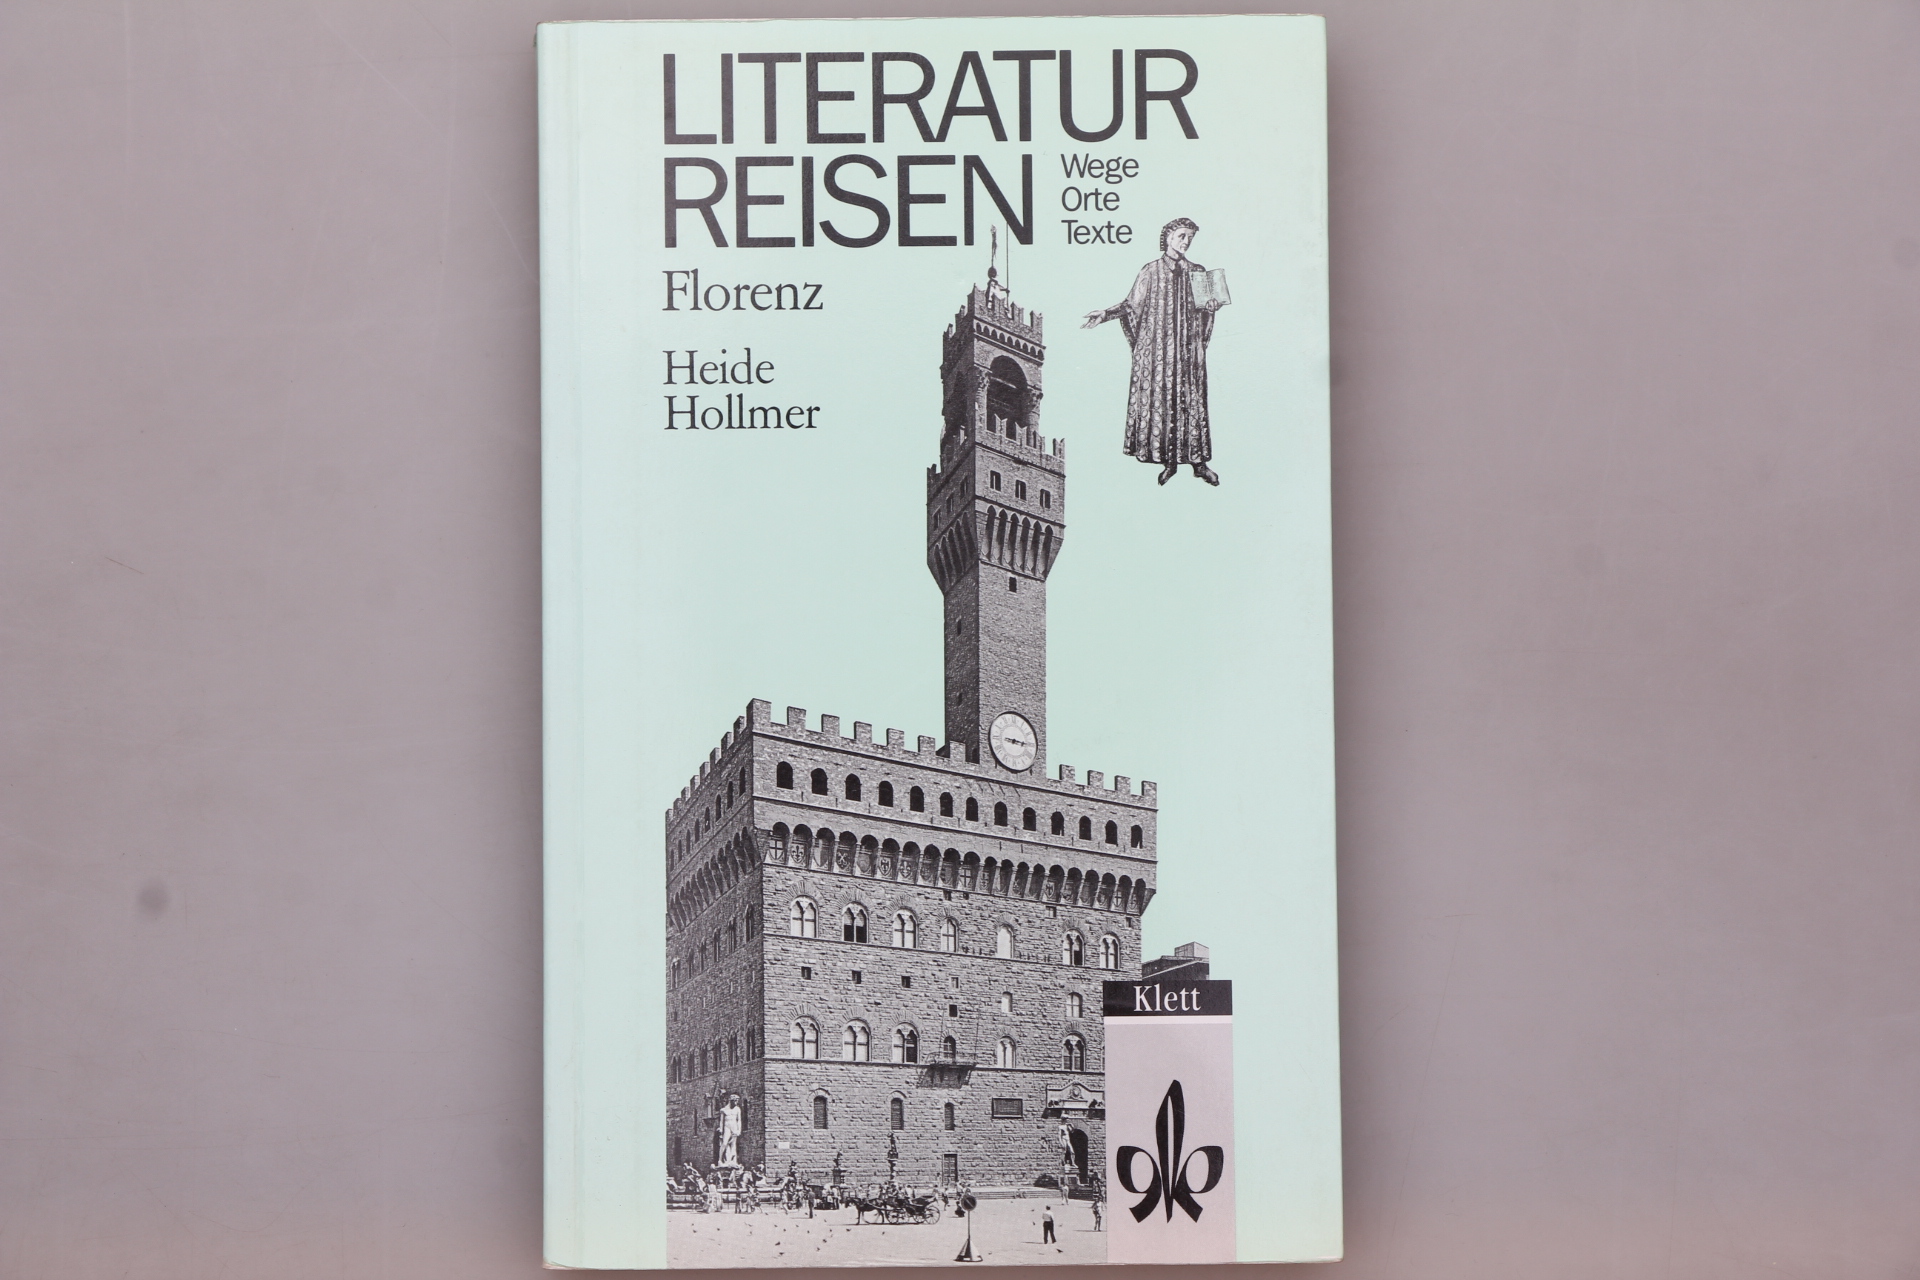 LITERATUR
REISEN
Wege
Orte
Texte
Florenz
Heide
Hollmer
Klett